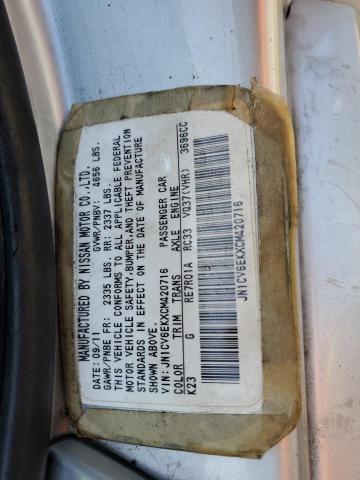 MANUFACTURED BY NISSAN MOTOR CO.,LTD.
DATE: 09/11 GVWR/PNBV: 4656 LBS.
GAWR/PNBE FR: 2335 LBS. RR: 2337 LBS.
THIS VEHICLE CONFORMS TO ALL APPLICABLE FEDERAL
MOTOR VEHICLE SAFETY,BUMPER,AND THEFT PREVENTION
STANDARDS IN EFFECT ON THE DATE OF MANUFACTURE
SHOWN ABOVE.
VIN:JN1CV6EKXCM420716 PASSENGER CAR
COLOR TRIM TRANS AXLE ENGINE
K23 G RE7R01A RC33 VQ37(VHR) 3696CC
JN1CV6EKXCM420716